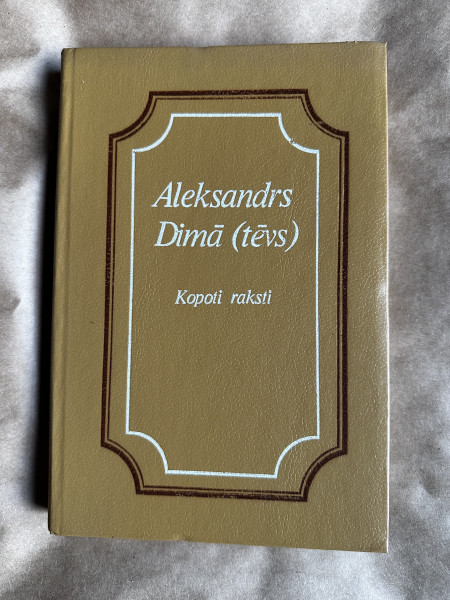 Aleksandrs
Dimā (tēvs)
Kopoti raksti